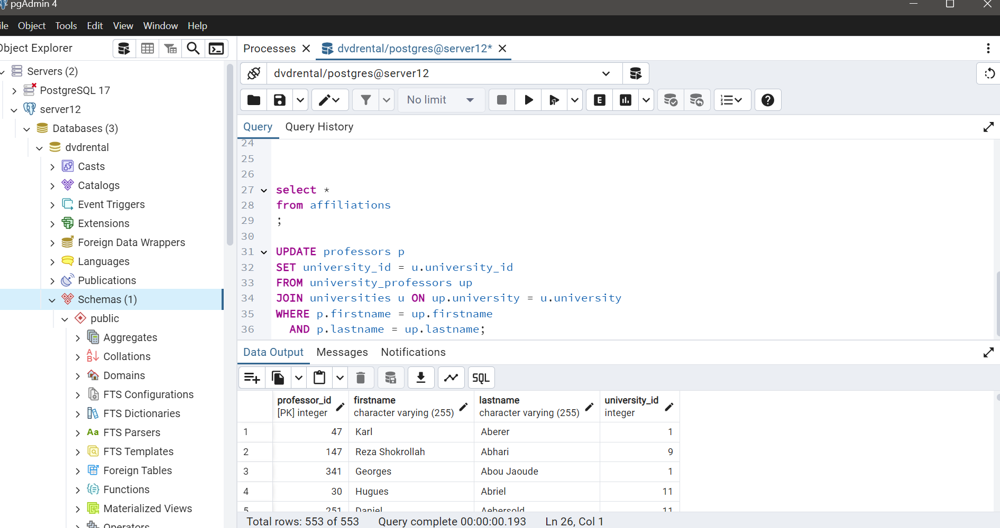 pgAdmin 4
ile Object Tools Edit View Window Help
Object Explorer
Servers (2)
PostgreSQL 17
server12
Databases (3)
dvdrental
Casts
Catalogs
Event Triggers
Extensions
Foreign Data Wrappers
Languages
Publications
Schemas (1)
public
Aggregates
Collations
Domains
FTS Configurations
FTS Dictionaries
Aa FTS Parsers
FTS Templates
Foreign Tables
Functions
Materialized Views
Operators
Processes dvdrental/postgres@server12*
dvdrental/postgres@server12
No limit
E
Query Query History
24
25
26
27 select *
28 from affiliations
29 ;
30
31 UPDATE professors p
32 SET university_id = u.university_id
33 FROM university_professors up
34 JOIN universities u ON up.university = u.university
35 WHERE p.firstname = up.firstname
36 AND p.lastname = up.lastname;
Data Output Messages Notifications
SQL
professor_id firstname lastname university_id
[PK] integer character varying (255) character varying (255) integer
1 47 Karl Aberer 1
2 147 Reza Shokrollah Abhari 9
3 341 Georges Abou Jaoude 1
4 30 Hugues Abriel 11
5 251 Daniel Aebersold 11
Total rows: 553 of 553 Query complete 00:00:00.193 Ln 26, Col 1